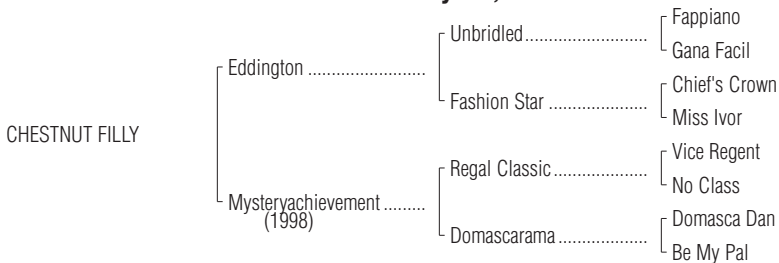 Fappiano
Unbridled
Gana Facil
Eddington
Chief's Crown
Fashion Star
Miss Ivor
CHESTNUT FILLY
Vice Regent
Regal Classic
No Class
Mysteryachievement
(1998)
Domasca Dan
Domascarama
Be My Pal